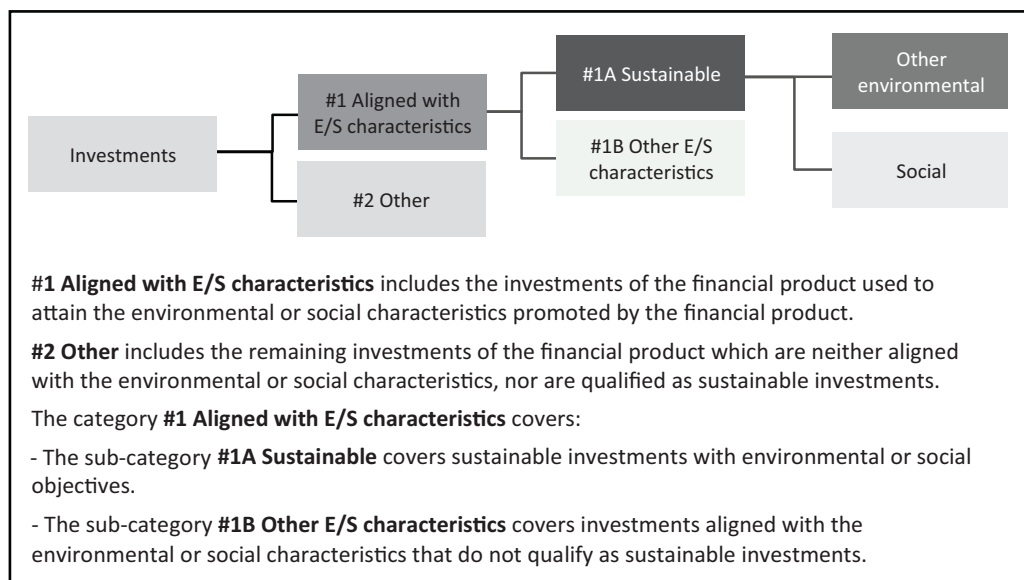 Investments
#1 Aligned with
E/S characteristics
#2 Other
#1A Sustainable
#1B Other E/S
characteristics
Other
environmental
Social
#1 Aligned with E/S characteristics includes the investments of the financial product used to
attain the environmental or social characteristics promoted by the financial product.
#2 Other includes the remaining investments of the financial product which are neither aligned
with the environmental or social characteristics, nor are qualified as sustainable investments.
The category #1 Aligned with E/S characteristics covers:
- The sub-category #1A Sustainable covers sustainable investments with environmental or social
objectives.
- The sub-category #1B Other E/S characteristics covers investments aligned with the
environmental or social characteristics that do not qualify as sustainable investments.